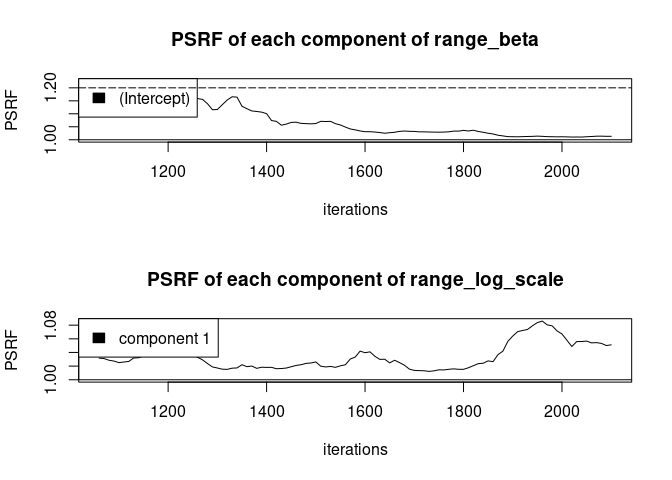 PSRF of each component of range_beta
PSRF
1.00 1.20
(Intercept)
1200 1400 1600 1800 2000
iterations
PSRF of each component of range_log_scale
PSRF
1.00 1.08
component 1
1200 1400 1600 1800 2000
iterations